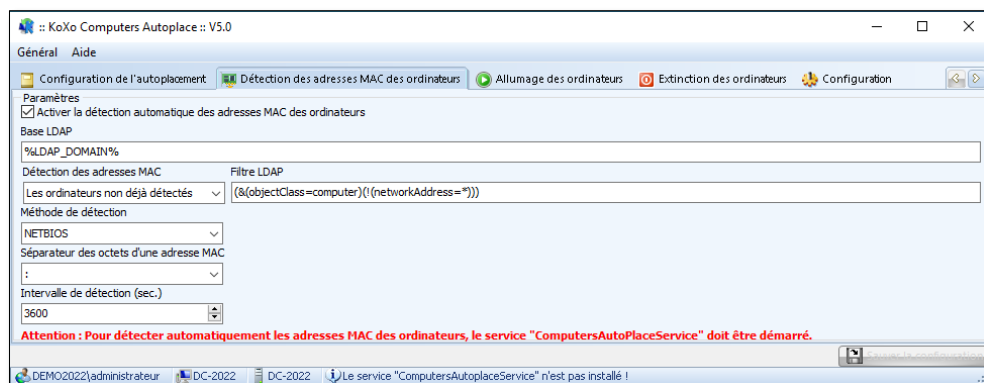 :: KoXo Computers Autoplace :: V5.0
Général Aide
Configuration de l'autoplacement Détection des adresses MAC des ordinateurs Allumage des ordinateurs Extinction des ordinateurs Configuration
Paramètres
Activer la détection automatique des adresses MAC des ordinateurs
Base LDAP
%LDAP_DOMAIN%
Détection des adresses MAC Filtre LDAP
Les ordinateurs non déjà détectés (&(objectClass=computer)(!(networkAddress=*)))
Méthode de détection
NETBIOS
Séparateur des octets d'une adresse MAC
:
Intervalle de détection (sec.)
3600
Attention : Pour détecter automatiquement les adresses MAC des ordinateurs, le service "ComputersAutoPlaceService" doit être démarré.
Sauver la configuration
DEMO2022\administrateur DC-2022 DC-2022 Le service "ComputersAutoplaceService" n'est pas installé !